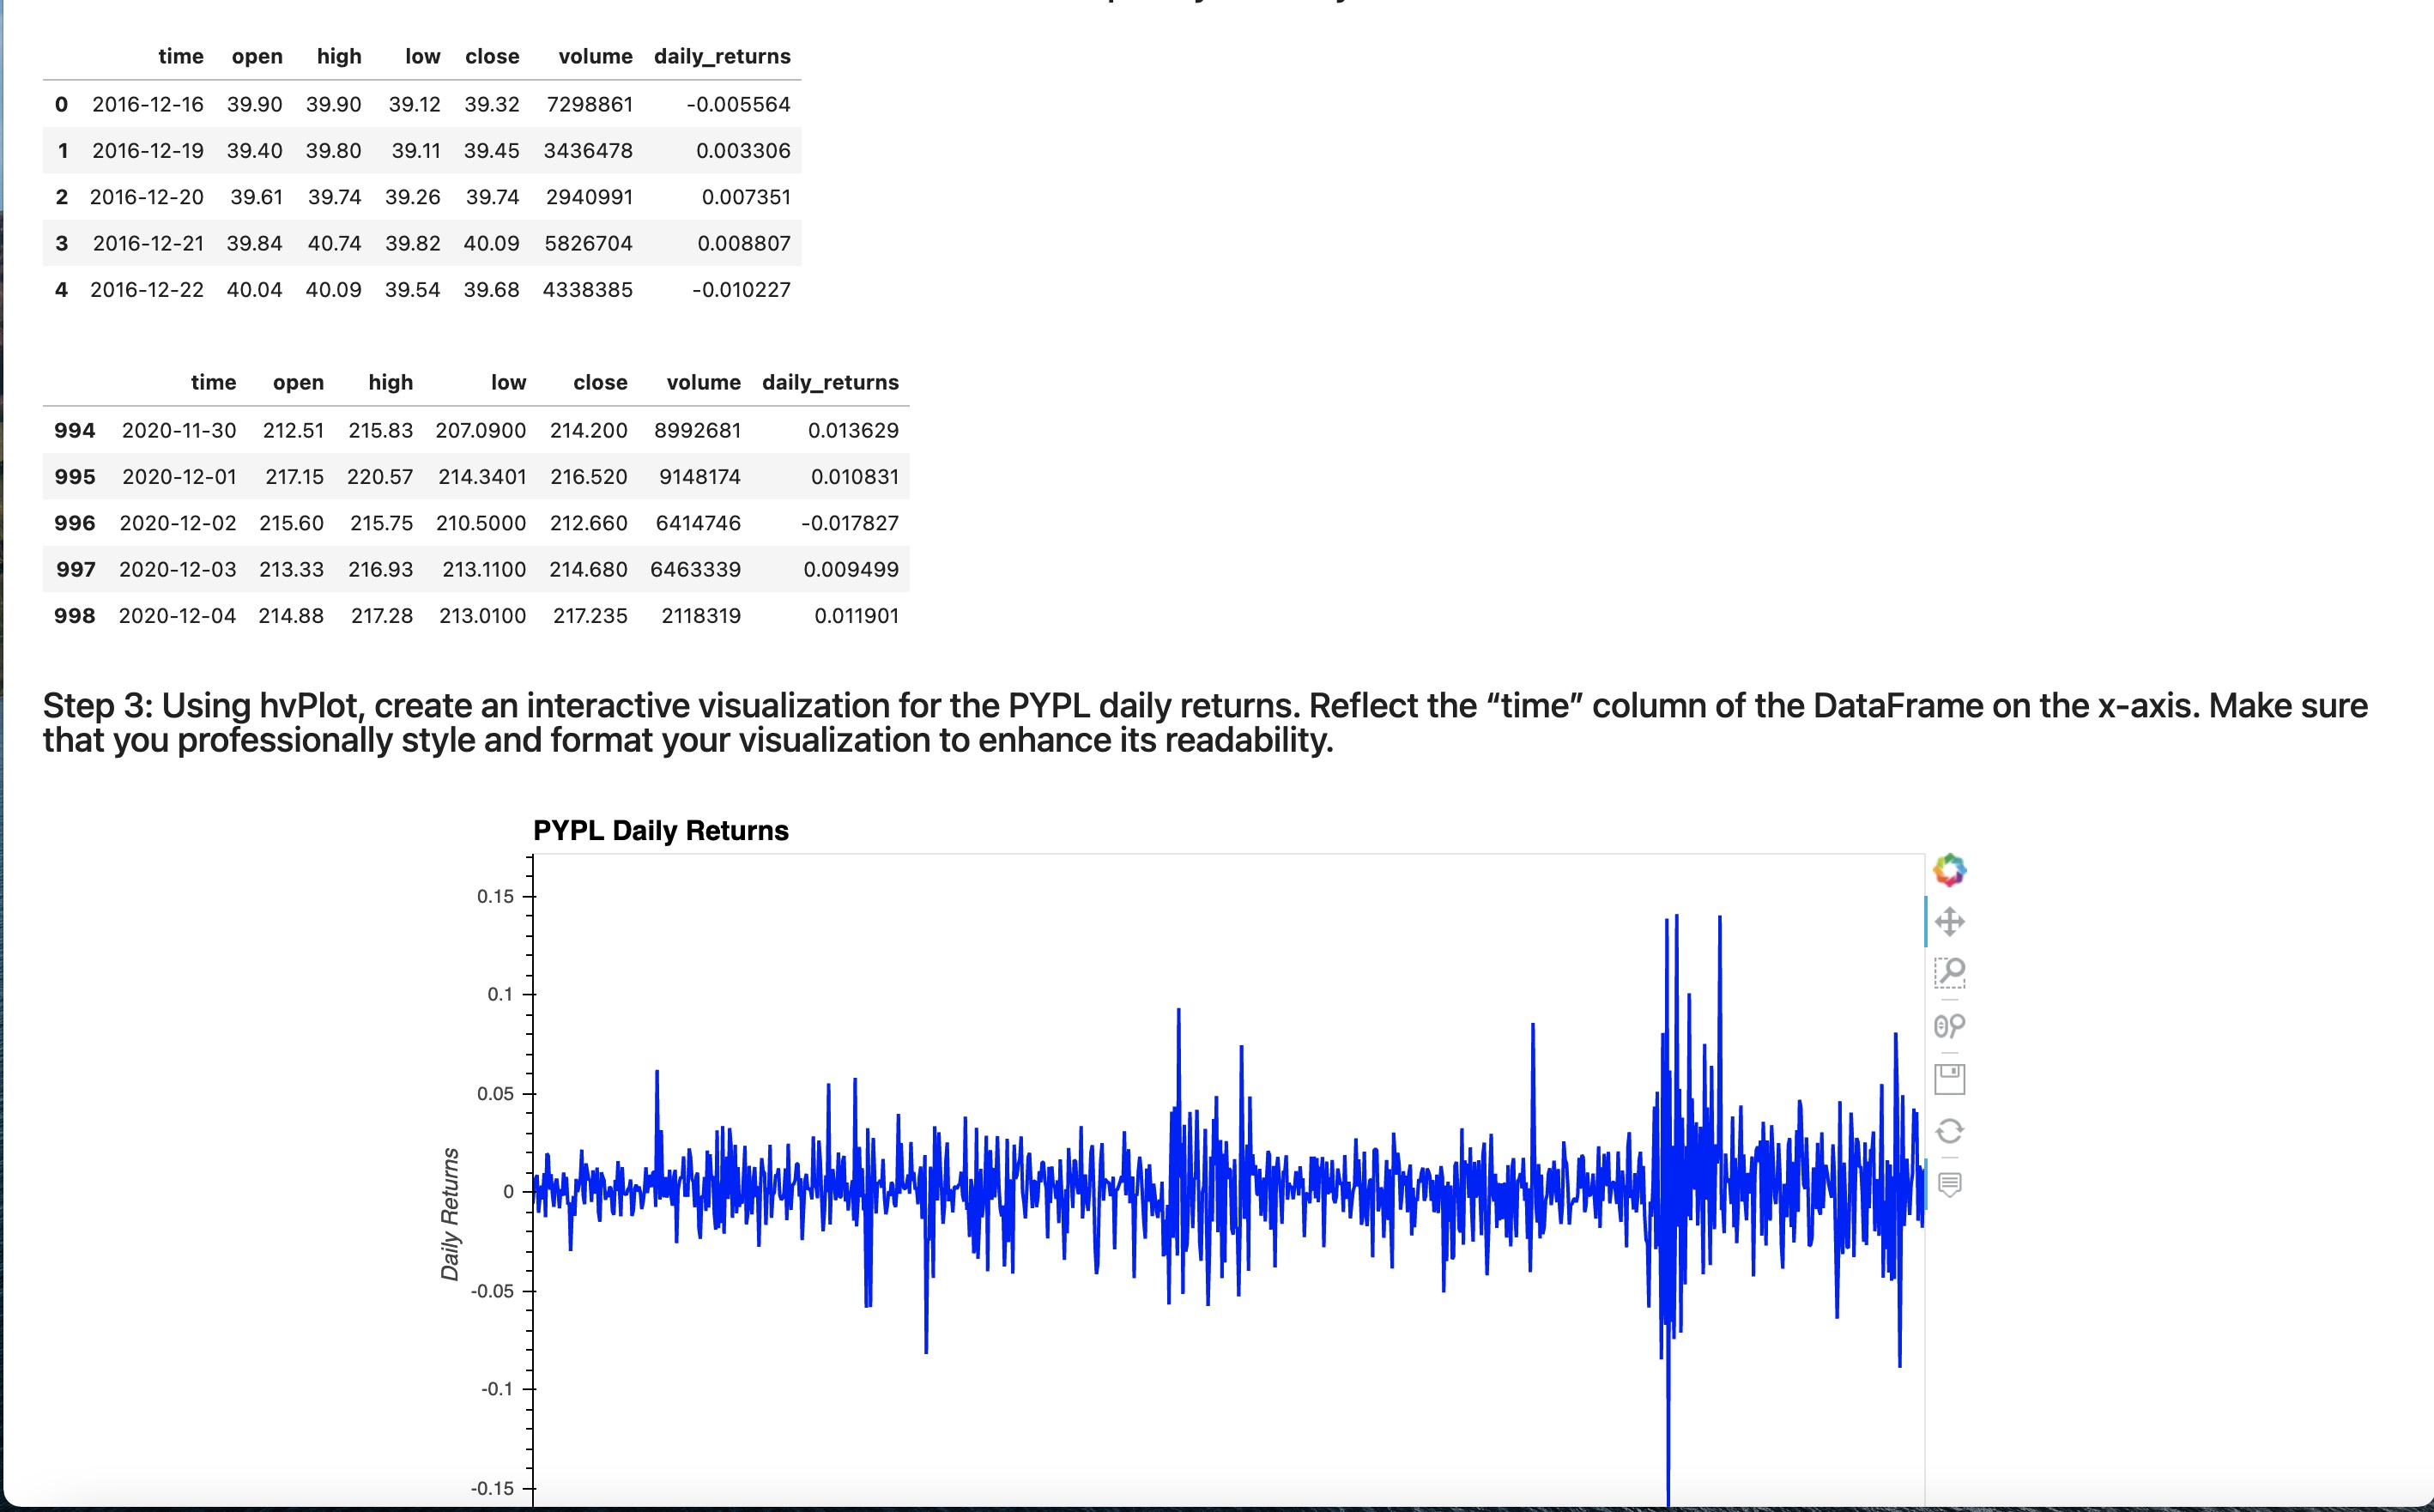 time open high low close volume daily_returns
0 2016-12-16 39.90 39.90 39.12 39.32 7298861 -0.005564
1 2016-12-19 39.40 39.80 39.11 39.45 3436478 0.003306
2 2016-12-20 39.61 39.74 39.26 39.74 2940991 0.007351
3 2016-12-21 39.84 40.74 39.82 40.09 5826704 0.008807
4 2016-12-22 40.04 40.09 39.54 39.68 4338385 -0.010227
time open high low close volume daily_returns
994 2020-11-30 212.51 215.83 207.0900 214.200 8992681 0.013629
995 2020-12-01 217.15 220.57 214.3401 216.520 9148174 0.010831
996 2020-12-02 215.60 215.75 210.5000 212.660 6414746 -0.017827
997 2020-12-03 213.33 216.93 213.1100 214.680 6463339 0.009499
998 2020-12-04 214.88 217.28 213.0100 217.235 2118319 0.011901
Step 3: Using hvPlot, create an interactive visualization for the PYPL daily returns. Reflect the “time” column of the DataFrame on the x-axis. Make sure
that you professionally style and format your visualization to enhance its readability.
PYPL Daily Returns
0.15
0.1
0.05
0
-0.05
-0.1
-0.15
Daily Returns